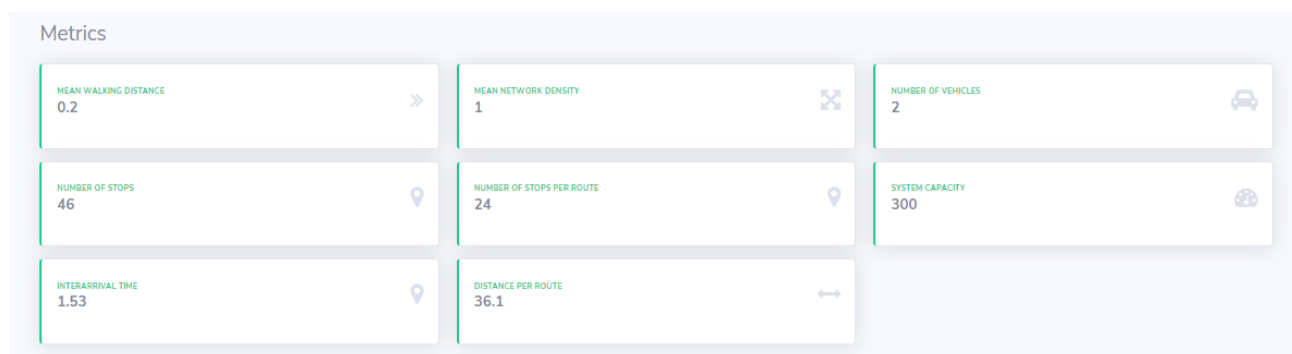 Metrics
MEAN WALKING DISTANCE
0.2
MEAN NETWORK DENSITY
1
NUMBER OF VEHICLES
2
NUMBER OF STOPS
46
NUMBER OF STOPS PER ROUTE
24
SYSTEM CAPACITY
300
INTERARRIVAL TIME
1.53
DISTANCE PER ROUTE
36.1